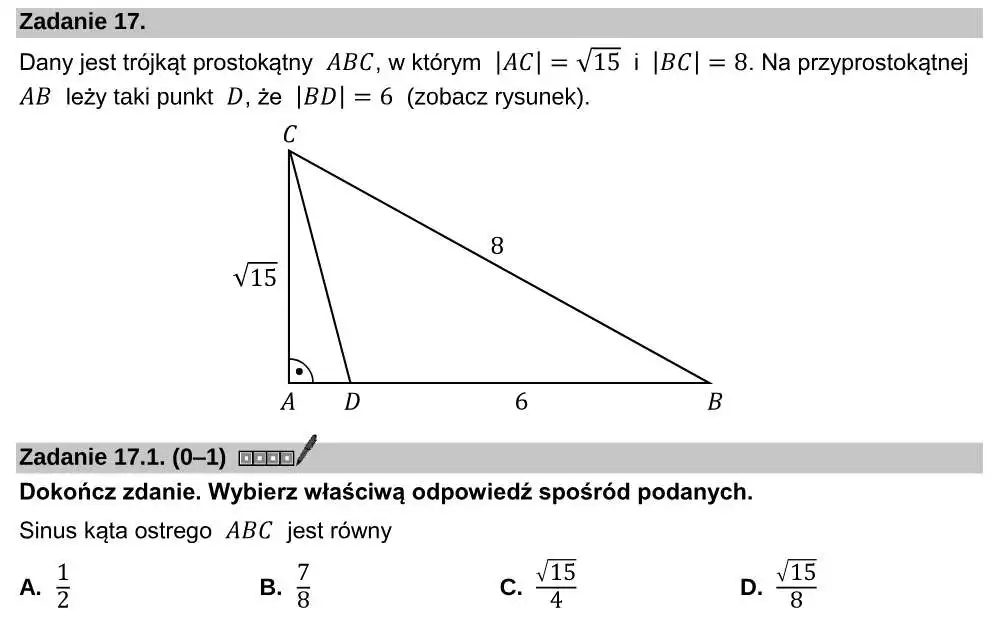 Zadanie 17.
Dany jest trójkąt prostokątny ABC, w którym |AC| = √15 i |BC| = 8. Na przyprostokątnej
AB leży taki punkt D, że |BD| = 6 (zobacz rysunek).
C
8
√15
A D 6 B
Zadanie 17.1. (0–1)
Dokończ zdanie. Wybierz właściwą odpowiedź spośród podanych.
Sinus kąta ostrego ABC jest równy
A. 1/2 B. 7/8 C. √15/4 D. √15/8